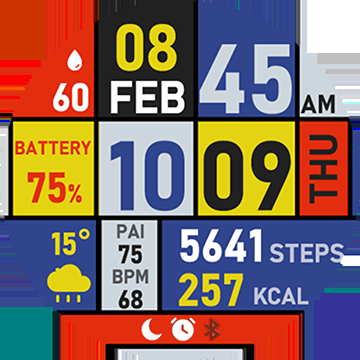 60
08
FEB
45
AM
BATTERY
75%
10
09
THU
15°
PAI
75
BPM
68
5641 STEPS
257 KCAL